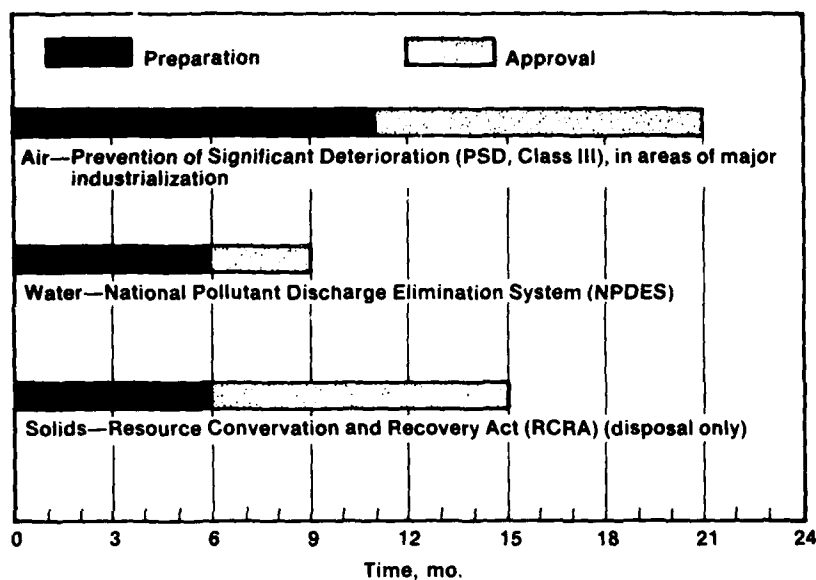 Preparation
Approval
Air—Prevention of Significant Deterioration (PSD, Class III), in areas of major
industrialization
Water—National Pollutant Discharge Elimination System (NPDES)
Solids—Resource Convervation and Recovery Act (RCRA) (disposal only)
0 3 6 9 12 15 18 21 24
Time, mo.